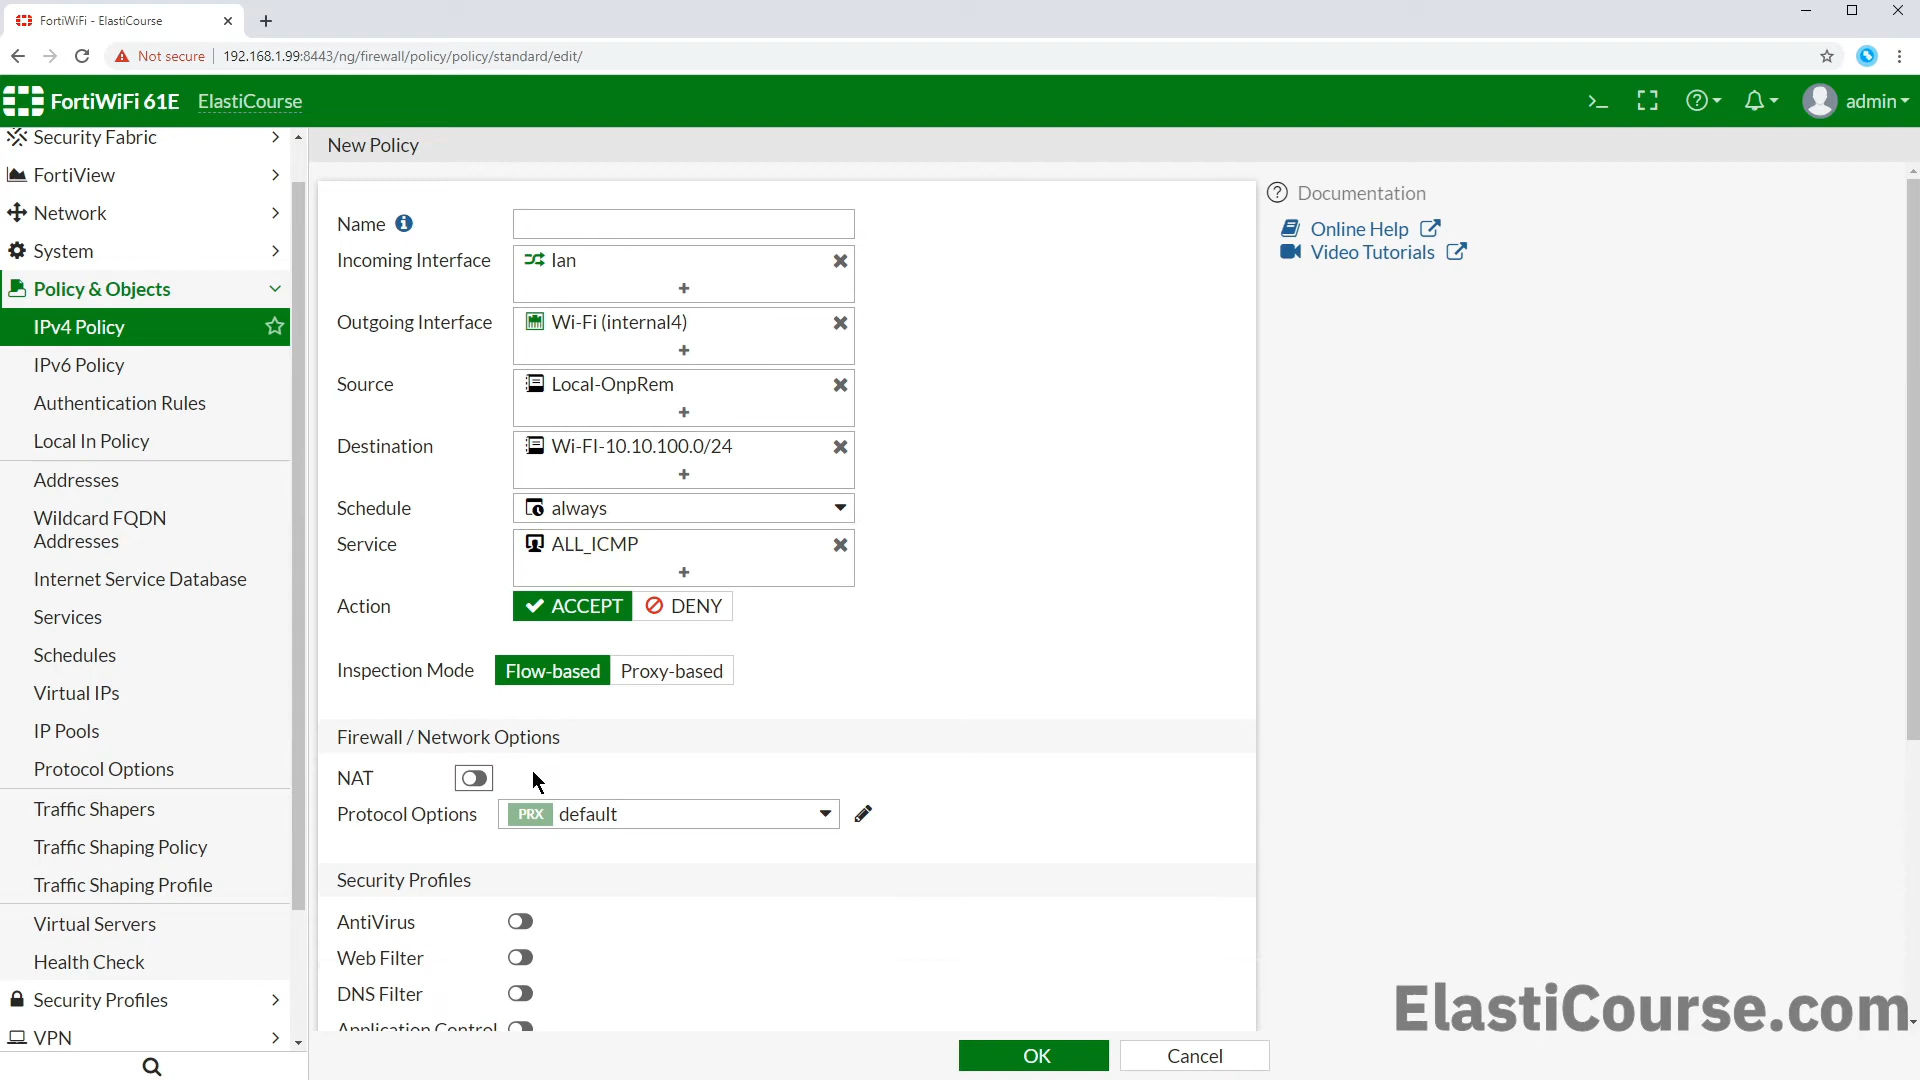 FortiWiFi - ElastiCourse
Not secure
192.168.1.99:8443/ng/firewall/policy/policy/standard/edit/
FortiWiFi 61E
ElastiCourse
admin
Security Fabric
FortiView
Network
System
Policy & Objects
IPv4 Policy
IPv6 Policy
Authentication Rules
Local In Policy
Addresses
Wildcard FQDN
Addresses
Internet Service Database
Services
Schedules
Virtual IPs
IP Pools
Protocol Options
Traffic Shapers
Traffic Shaping Policy
Traffic Shaping Profile
Virtual Servers
Health Check
Security Profiles
VPN
New Policy
Name
Incoming Interface
lan
Outgoing Interface
Wi-Fi (internal4)
Source
Local-OnpRem
Destination
Wi-FI-10.10.100.0/24
Schedule
always
Service
ALL_ICMP
Action
ACCEPT
DENY
Inspection Mode
Flow-based
Proxy-based
Firewall / Network Options
NAT
Protocol Options
PRX default
Security Profiles
AntiVirus
Web Filter
DNS Filter
Application Control
OK
Cancel
Documentation
Online Help
Video Tutorials
ElastiCourse.com